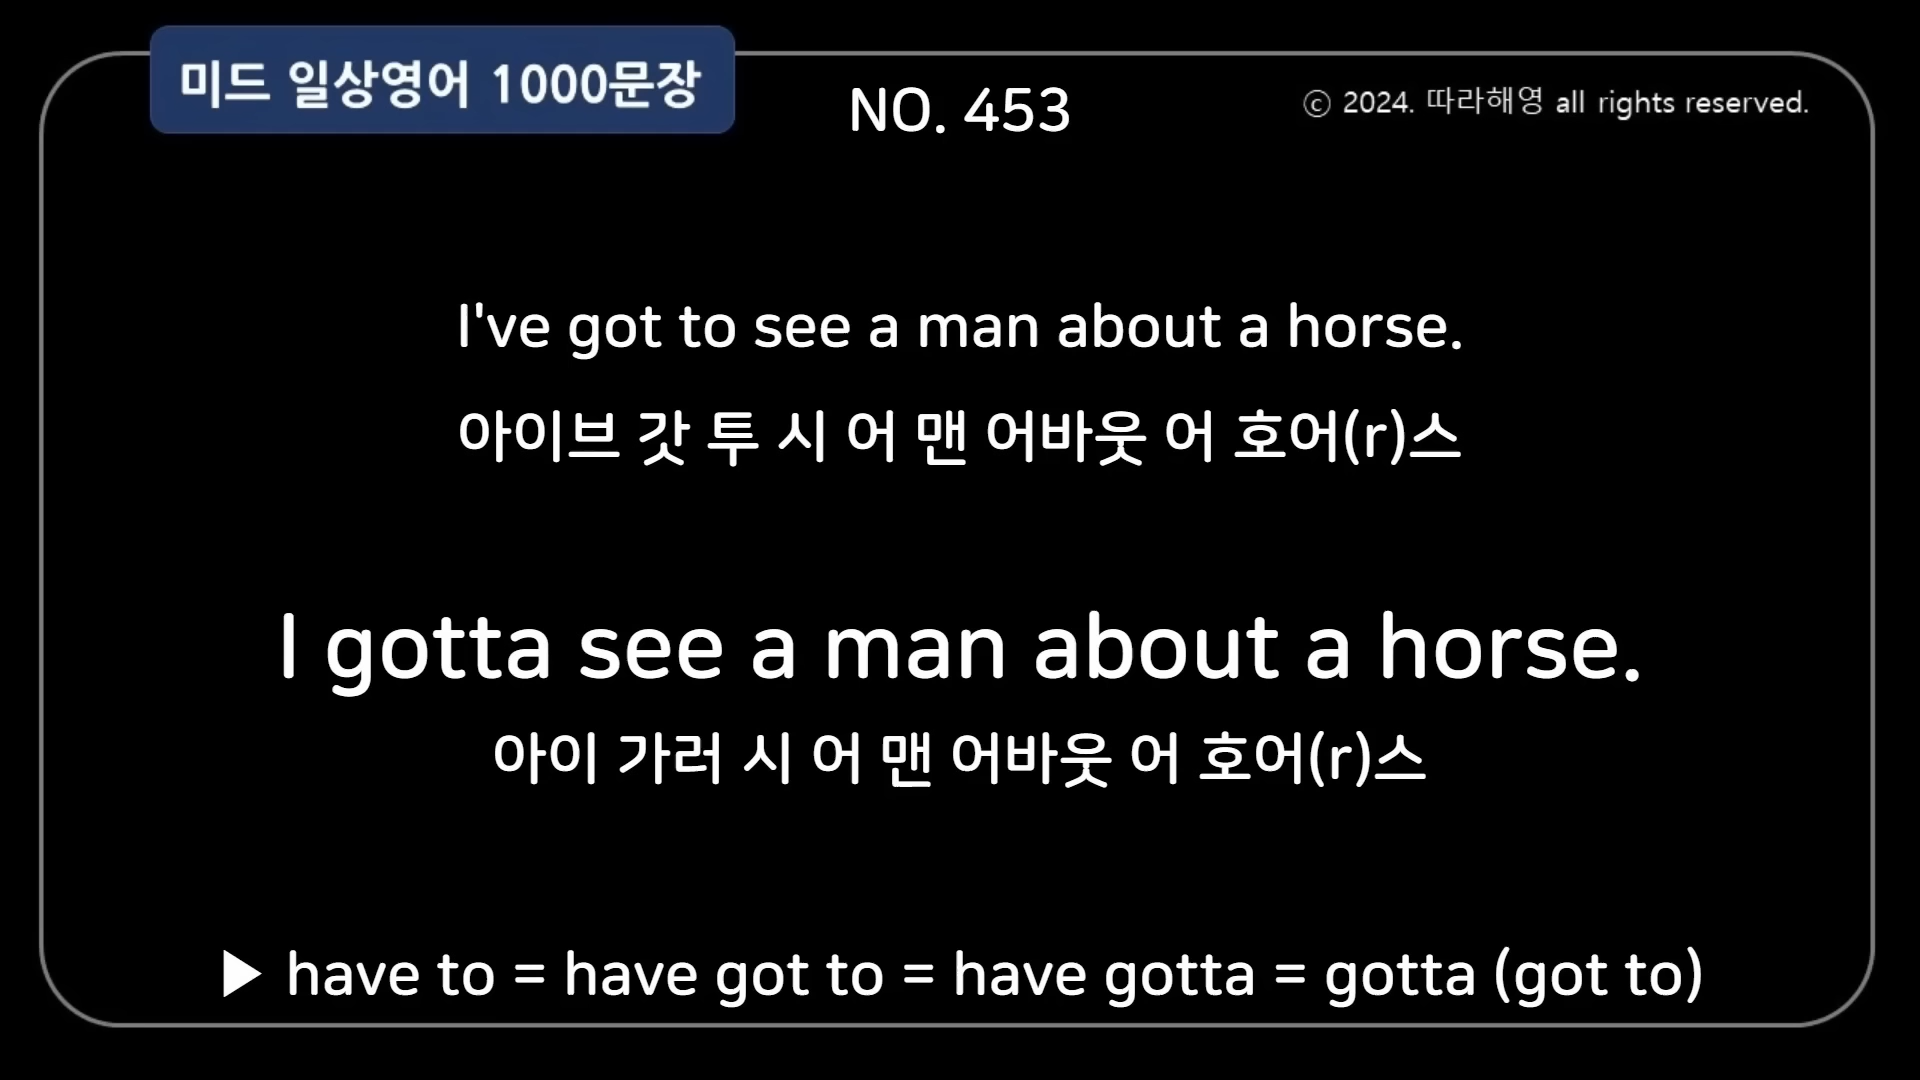 미드 일상영어 1000문장
NO. 453
ⓒ 2024. 따라해영 all rights reserved.
I've got to see a man about a horse.
아이브 갓 투 시 어 맨 어바웃 어 호어(r)스
I gotta see a man about a horse.
아이 가러 시 어 맨 어바웃 어 호어(r)스
▶ have to = have got to = have gotta = gotta (got to)